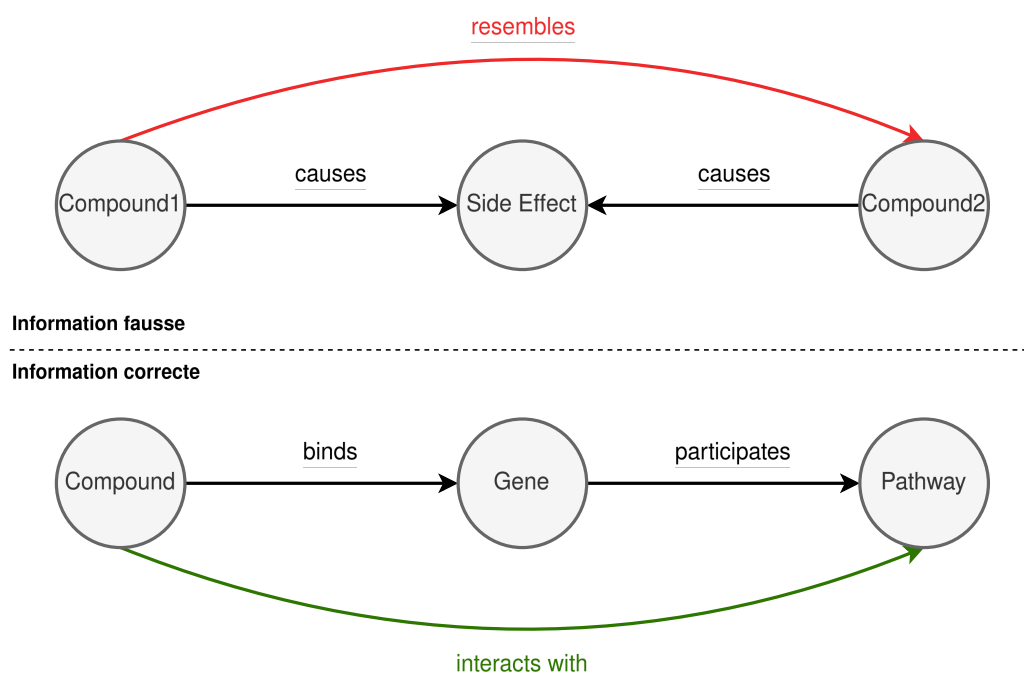 resembles
causes
causes
Compound1
Side Effect
Compound2
Information fausse
Information correcte
binds
participates
Compound
Gene
Pathway
interacts with